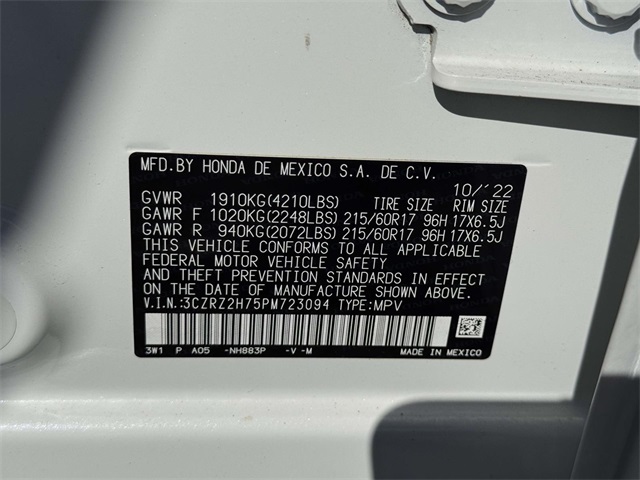 MFD.BY HONDA DE MEXICO S.A. DE C.V.
10/'22
GVWR 1910KG(4210LBS) TIRE SIZE RIM SIZE
GAWR F 1020KG(2248LBS) 215/60R17 96H 17X6.5J
GAWR R 940KG(2072LBS) 215/60R17 96H 17X6.5J
THIS VEHICLE CONFORMS TO ALL APPLICABLE
FEDERAL MOTOR VEHICLE SAFETY
AND THEFT PREVENTION STANDARDS IN EFFECT
ON THE DATE OF MANUFACTURE SHOWN ABOVE.
V.I.N.:3CZRZ2H75PM723094 TYPE:MPV
3W1 P A05 -NH883P -V -M MADE IN MEXICO